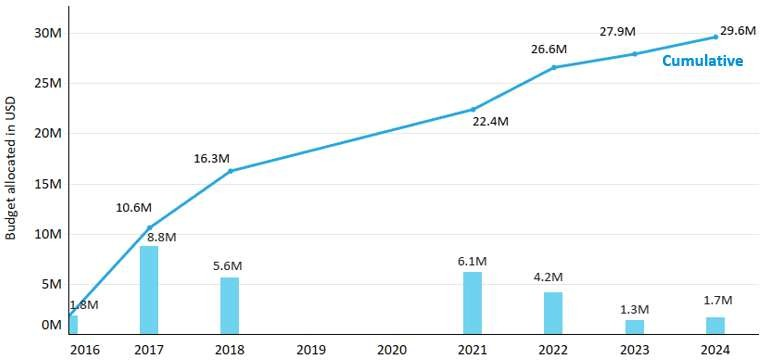 Budget allocated in USD
30M
25M
20M
15M
10M
5M
0M
1.8M
10.6M
8.8M
16.3M
5.6M
22.4M
6.1M
26.6M
4.2M
27.9M
1.3M
29.6M
1.7M
Cumulative
2016 2017 2018 2019 2020 2021 2022 2023 2024